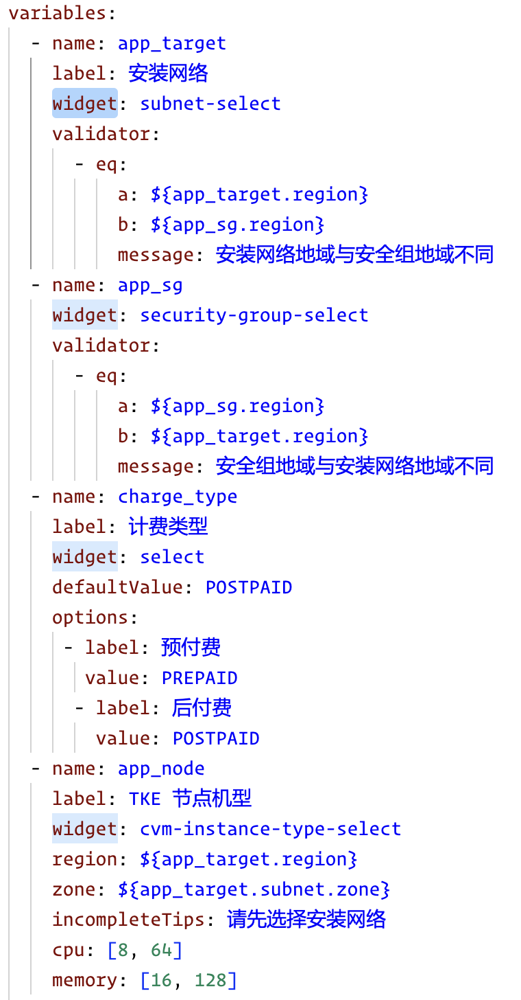 variables:
  - name: app_target
    label: 安装网络
    widget: subnet-select
    validator:
      - eq:
          a: ${app_target.region}
          b: ${app_sg.region}
          message: 安装网络地域与安全组地域不同
  - name: app_sg
    widget: security-group-select
    validator:
      - eq:
          a: ${app_sg.region}
          b: ${app_target.region}
          message: 安全组地域与安装网络地域不同
  - name: charge_type
    label: 计费类型
    widget: select
    defaultValue: POSTPAID
    options:
     - label: 预付费
       value: PREPAID
      - label: 后付费
        value: POSTPAID
  - name: app_node
    label: TKE 节点机型
    widget: cvm-instance-type-select
    region: ${app_target.region}
    zone: ${app_target.subnet.zone}
    incompleteTips: 请先选择安装网络
    cpu: [8, 64]
    memory: [16, 128]